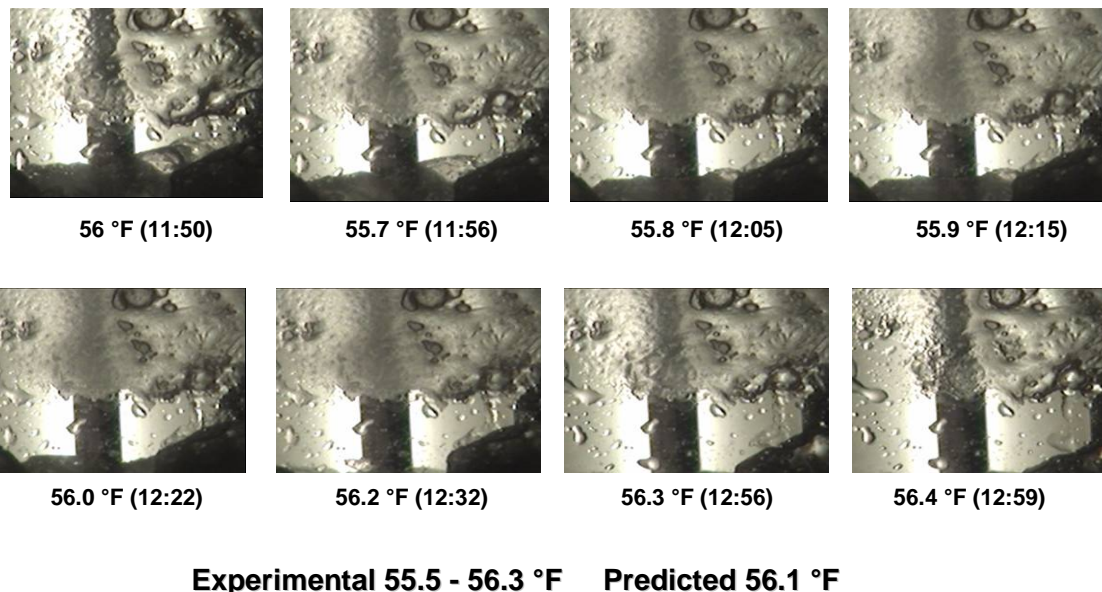 56 °F (11:50) 55.7 °F (11:56) 55.8 °F (12:05) 55.9 °F (12:15)
56.0 °F (12:22) 56.2 °F (12:32) 56.3 °F (12:56) 56.4 °F (12:59)
Experimental 55.5 - 56.3 °F Predicted 56.1 °F